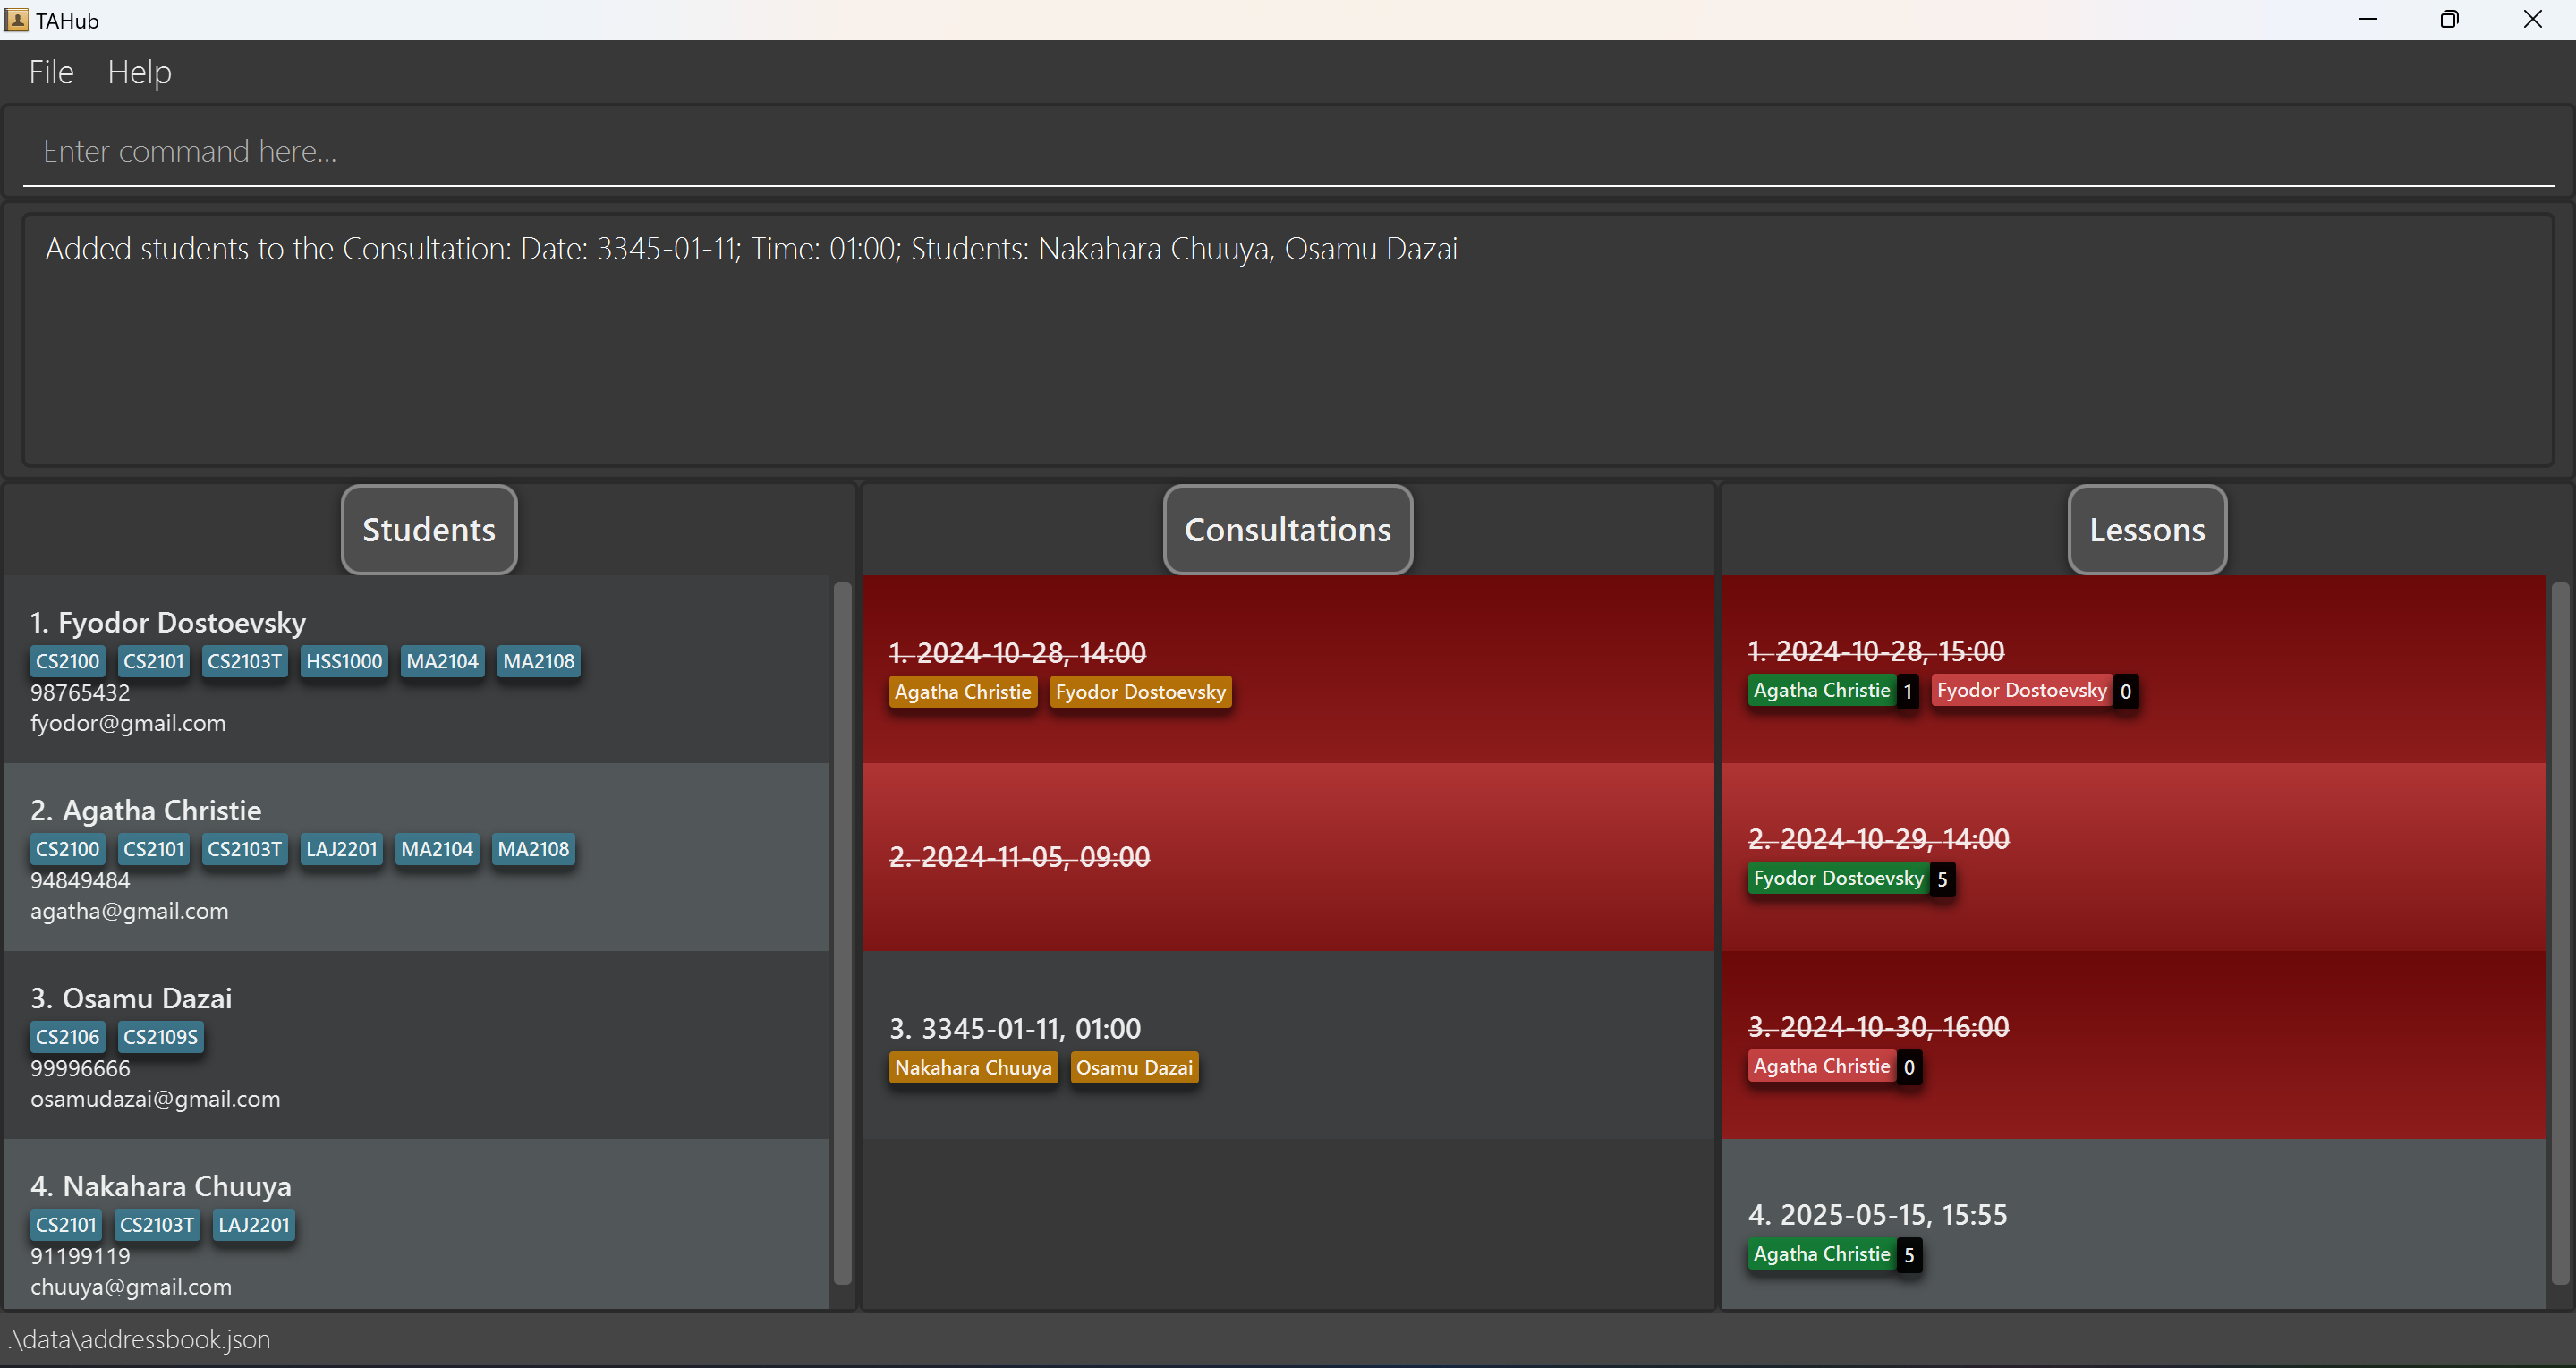 TAHub
File Help
Enter command here...
Added students to the Consultation: Date: 3345-01-11; Time: 01:00; Students: Nakahara Chuuya, Osamu Dazai
Students
1. Fyodor Dostoevsky
CS2100 CS2101 CS2103T HSS1000 MA2104 MA2108
98765432
fyodor@gmail.com
2. Agatha Christie
CS2100 CS2101 CS2103T LAJ2201 MA2104 MA2108
94849484
agatha@gmail.com
3. Osamu Dazai
CS2106 CS2109S
99996666
osamudazai@gmail.com
4. Nakahara Chuuya
CS2101 CS2103T LAJ2201
91199119
chuuya@gmail.com
Consultations
1. 2024-10-28, 14:00
Agatha Christie Fyodor Dostoevsky
2. 2024-11-05, 09:00
3. 3345-01-11, 01:00
Nakahara Chuuya Osamu Dazai
Lessons
1. 2024-10-28, 15:00
Agatha Christie 1 Fyodor Dostoevsky 0
2. 2024-10-29, 14:00
Fyodor Dostoevsky 5
3. 2024-10-30, 16:00
Agatha Christie 0
4. 2025-05-15, 15:55
Agatha Christie 5
.\data\addressbook.json